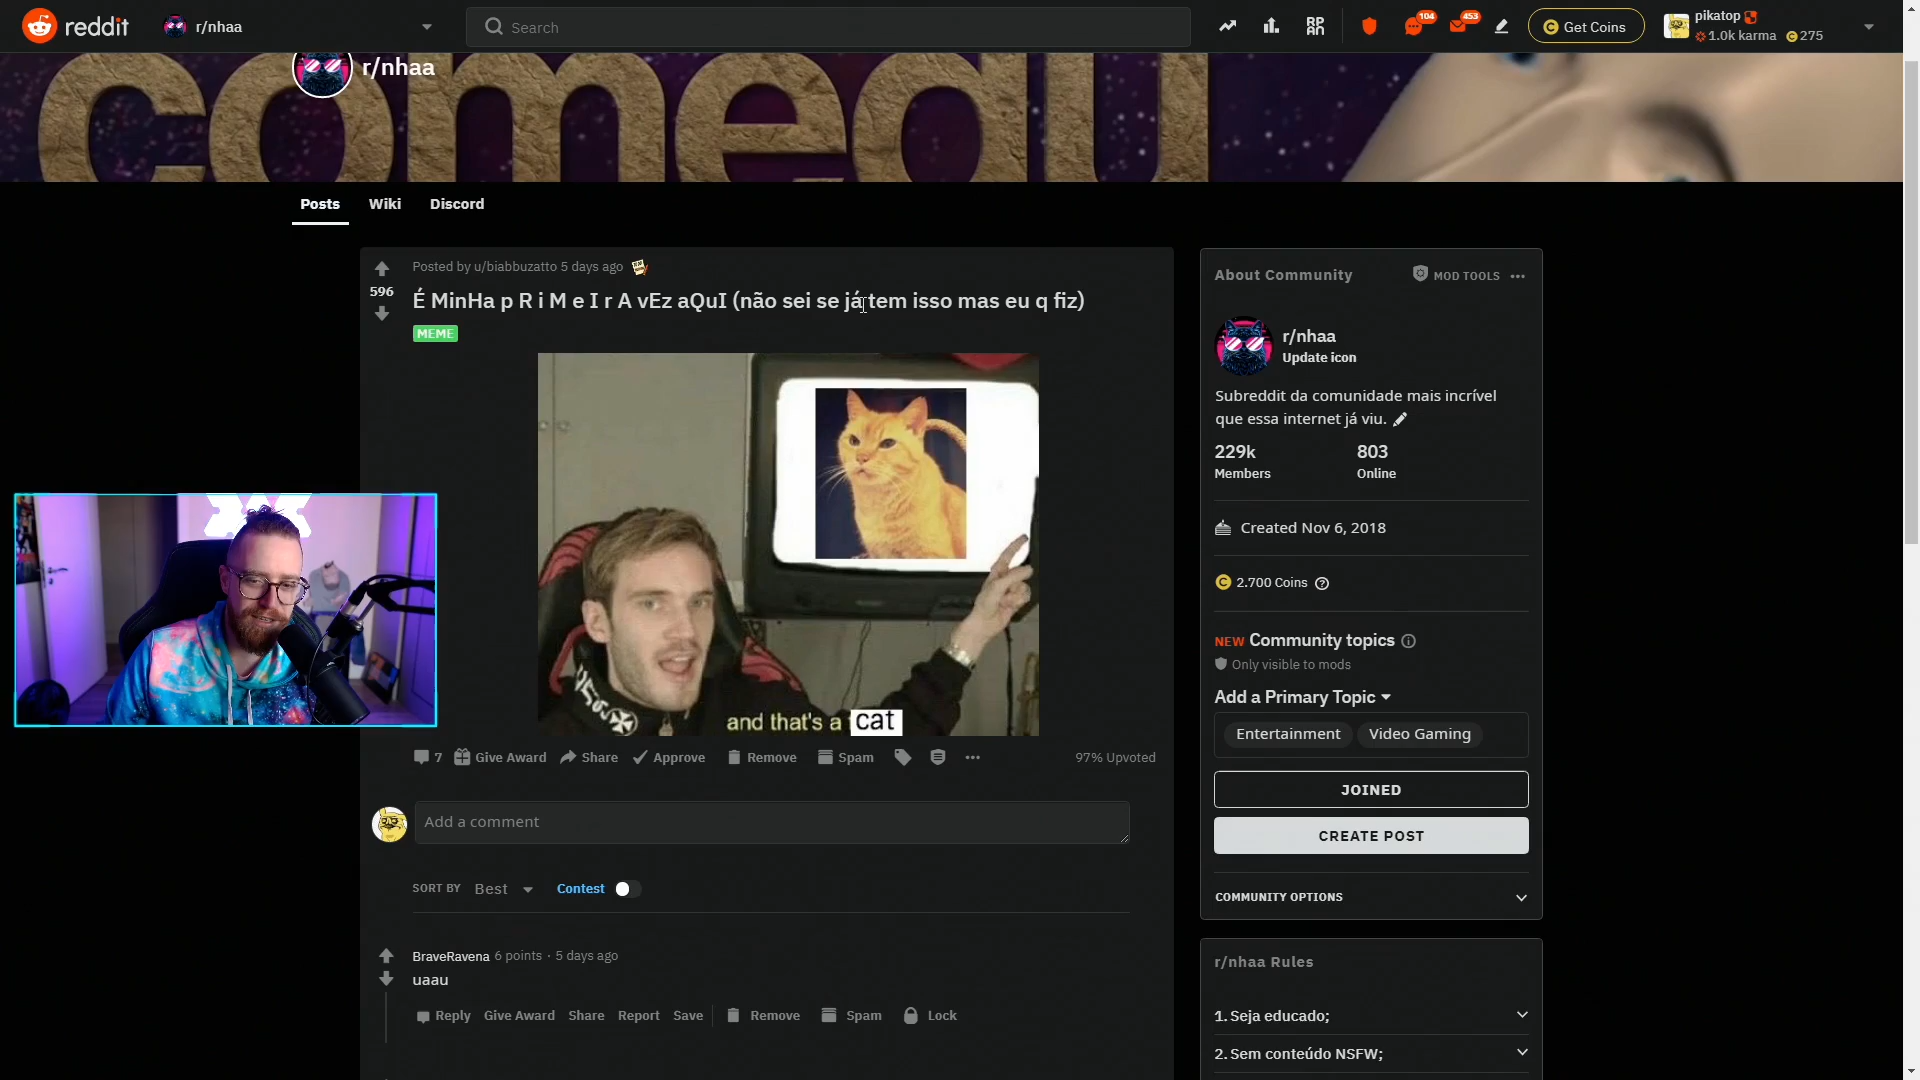 reddit
r/nhaa
Search
RPAN
104
453
Get Coins
pikatop
1.0k karma
275
comedy
r/nhaa
Posts
Wiki
Discord
596
Posted by u/biabbuzatto 5 days ago
É MinHa p R i M e I r A vEz aQuI (não sei se já tem isso mas eu q fiz)
MEME
and that's a cat
7
Give Award
Share
Approve
Remove
Spam
97% Upvoted
Add a comment
SORT BY Best
Contest
BraveRavena 6 points · 5 days ago
uaau
Reply
Give Award
Share
Report
Save
Remove
Spam
Lock
About Community
MOD TOOLS
r/nhaa
Update icon
Subreddit da comunidade mais incrível
que essa internet já viu.
229k
803
Members
Online
Created Nov 6, 2018
2.700 Coins
NEW Community topics
Only visible to mods
Add a Primary Topic
Entertainment
Video Gaming
JOINED
CREATE POST
COMMUNITY OPTIONS
r/nhaa Rules
1. Seja educado;
2. Sem conteúdo NSFW;